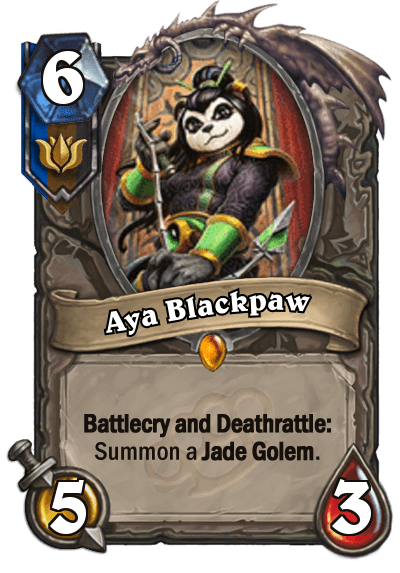 6
Aya Blackpaw
Battlecry and Deathrattle:
Summon a Jade Golem.
5 3